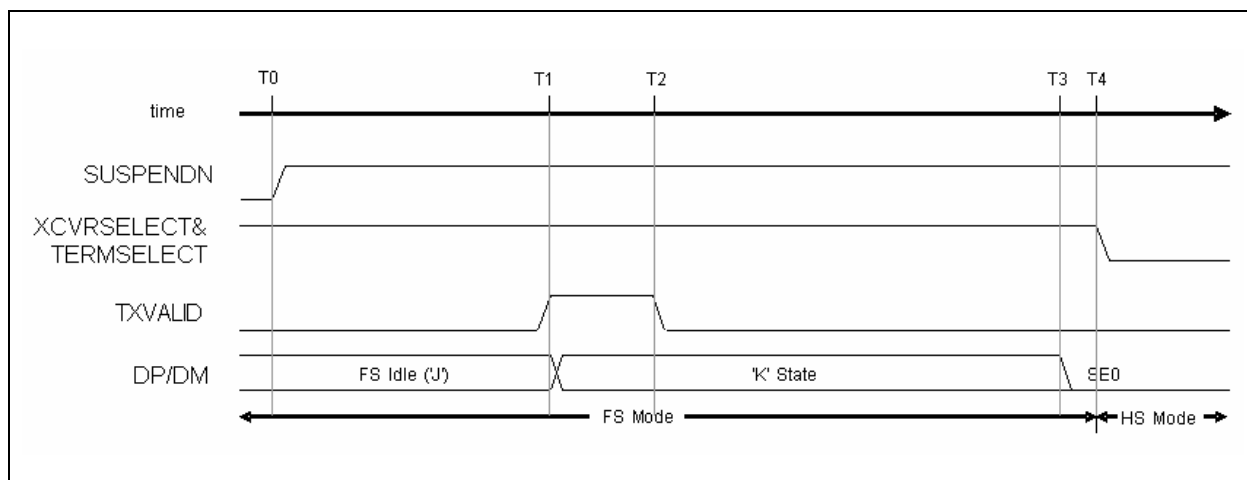 T0 T1 T2 T3 T4
time
SUSPENDN
XCVRSELECT&
TERMSELECT
TXVALID
DP/DM FS Idle ('J') 'K' State SE0
FS Mode HS Mode